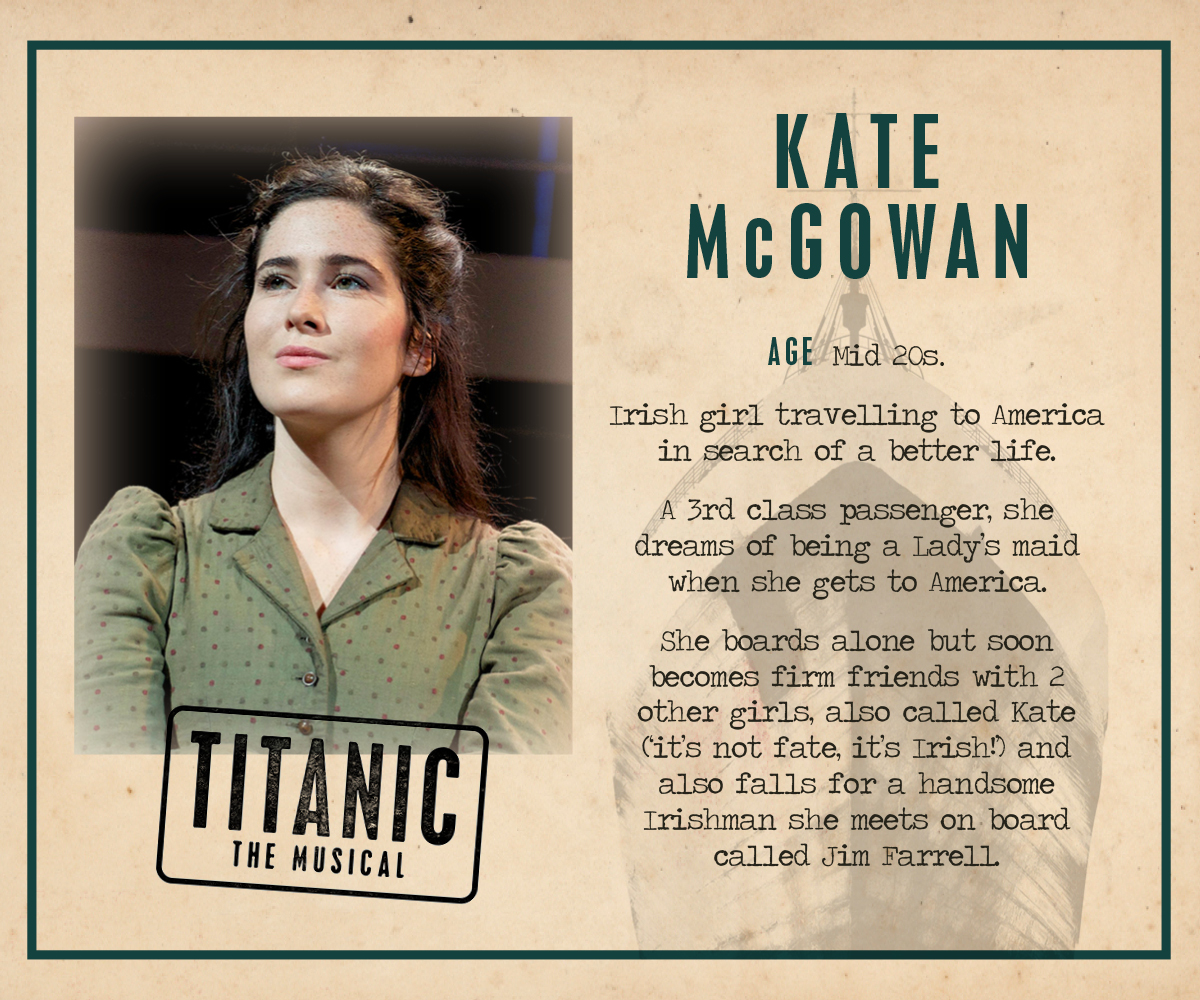 KATE
McGOWAN
AGE Mid 20s.
Irish girl travelling to America
in search of a better life.
A 3rd class passenger, she
dreams of being a Lady's maid
when she gets to America.
She boards alone but soon
becomes firm friends with 2
other girls, also called Kate
('it's not fate, it's Irish!') and
also falls for a handsome
Irishman she meets on board
called Jim Farrell.
TITANIC
THE MUSICAL